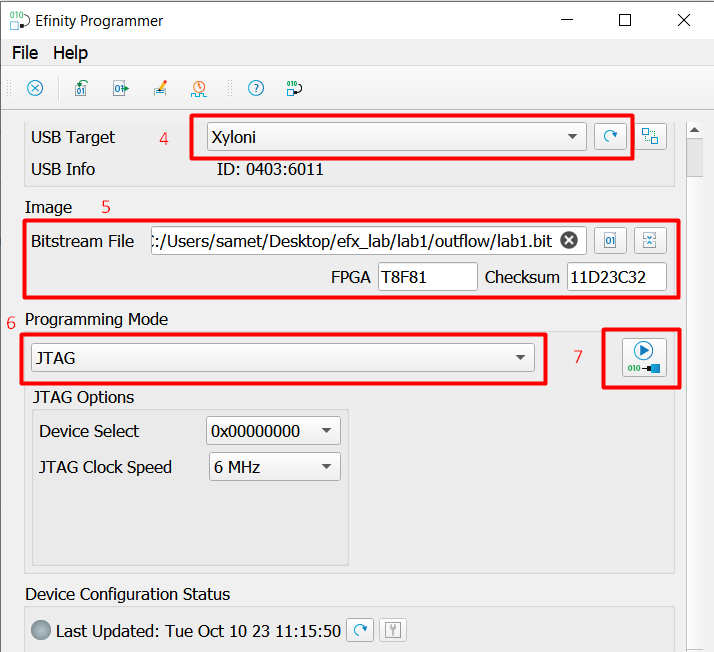 Efinity Programmer
File Help
USB Target 4 Xyloni
USB Info ID: 0403:6011
Image 5
Bitstream File C:/Users/samet/Desktop/efx_lab/lab1/outflow/lab1.bit
FPGA T8F81 Checksum 11D23C32
6 Programming Mode
JTAG 7
010
JTAG Options
Device Select 0x00000000
JTAG Clock Speed 6 MHz
Device Configuration Status
Last Updated: Tue Oct 10 23 11:15:50